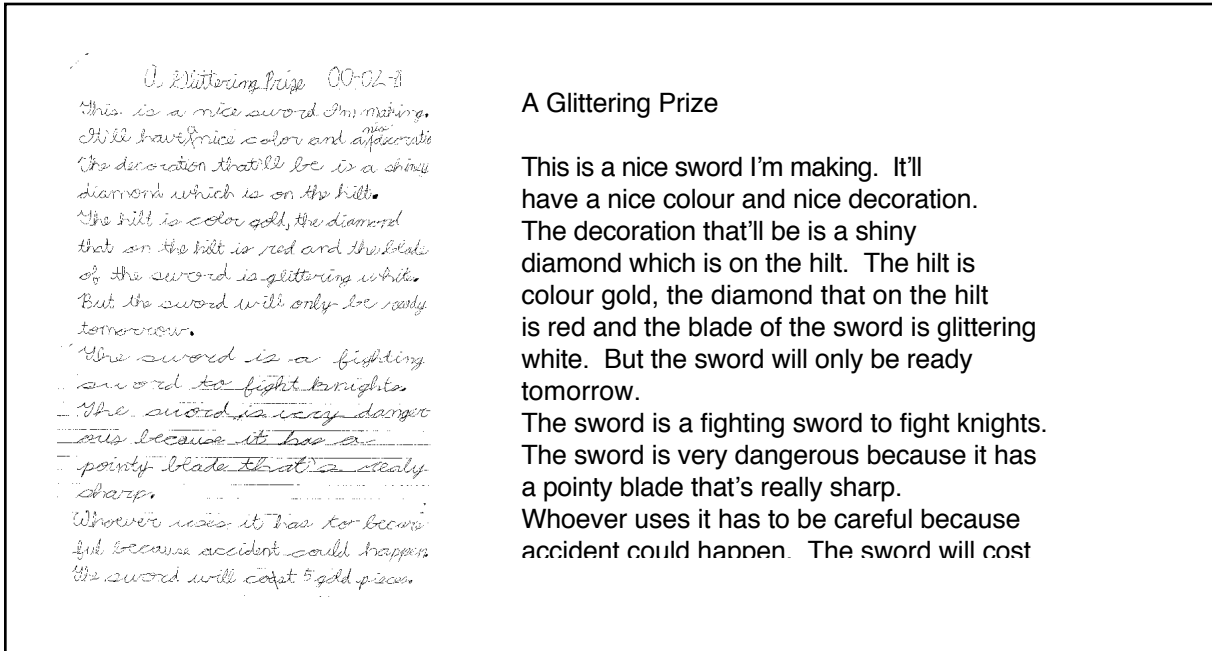 A Glittering Prize 00-02-11
This is a nice sword I'm making.
It'll have a nice color and a nice decoratio
The decoration that'll be is a shiny
diamond which is on the hilt.
The hilt is color gold, the diamond
that on the hilt is red and the blade
of the sword is glittering white.
But the sword will only be ready
tomorrow.
The sword is a fighting
sword to fight knights.
The sword is very danger
ous because it has a
pointy blade that's realy
sharp.
Whoever uses it has to be care
ful because accident could happen
The sword will cost 5 gold pieces.
A Glittering Prize
This is a nice sword I'm making. It'll
have a nice colour and nice decoration.
The decoration that'll be is a shiny
diamond which is on the hilt. The hilt is
colour gold, the diamond that on the hilt
is red and the blade of the sword is glittering
white. But the sword will only be ready
tomorrow.
The sword is a fighting sword to fight knights.
The sword is very dangerous because it has
a pointy blade that's really sharp.
Whoever uses it has to be careful because
accident could happen. The sword will cost